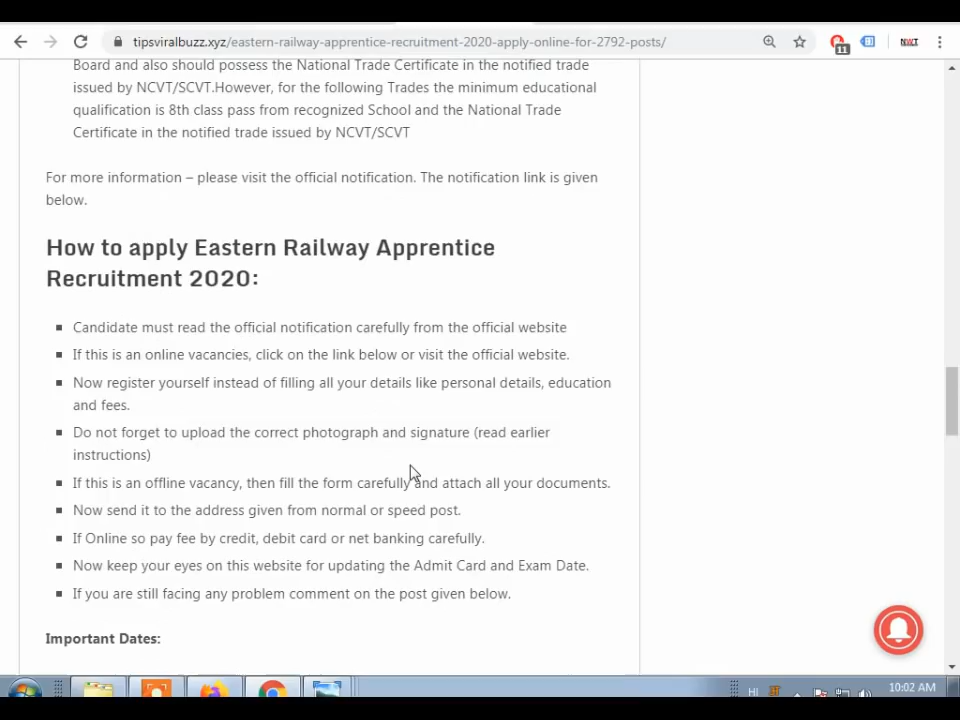 tipsviralbuzz.xyz/eastern-railway-apprentice-recruitment-2020-apply-online-for-2792-posts/
11
Board and also should possess the National Trade Certificate in the notified trade
issued by NCVT/SCVT.However, for the following Trades the minimum educational
qualification is 8th class pass from recognized School and the National Trade
Certificate in the notified trade issued by NCVT/SCVT
For more information – please visit the official notification. The notification link is given
below.
How to apply Eastern Railway Apprentice
Recruitment 2020:
Candidate must read the official notification carefully from the official website
If this is an online vacancies, click on the link below or visit the official website.
Now register yourself instead of filling all your details like personal details, education
and fees.
Do not forget to upload the correct photograph and signature (read earlier
instructions)
If this is an offline vacancy, then fill the form carefully and attach all your documents.
Now send it to the address given from normal or speed post.
If Online so pay fee by credit, debit card or net banking carefully.
Now keep your eyes on this website for updating the Admit Card and Exam Date.
If you are still facing any problem comment on the post given below.
Important Dates:
HI
10:02 AM